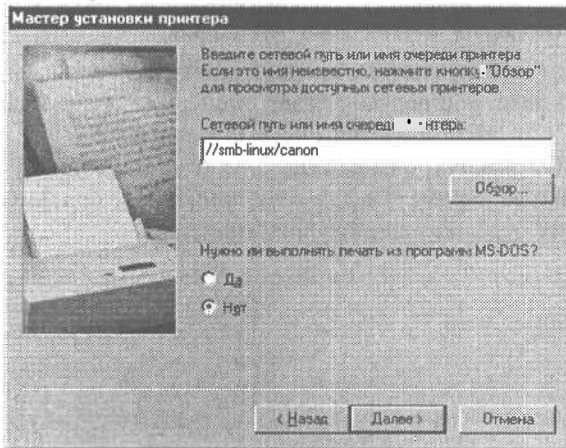 Мастер установки принтера
Введите сетевой путь или имя очереди принтера
Если это имя неизвестно, нажмите кнопку "Обзор"
для просмотра доступных сетевых принтеров
Сетевой путь или имя
//smb-linux/canon
Обзор...
Нужно ли выполнять печать из программ MS-DOS?
Да
Нет
< Назад
Далее >
Отмена